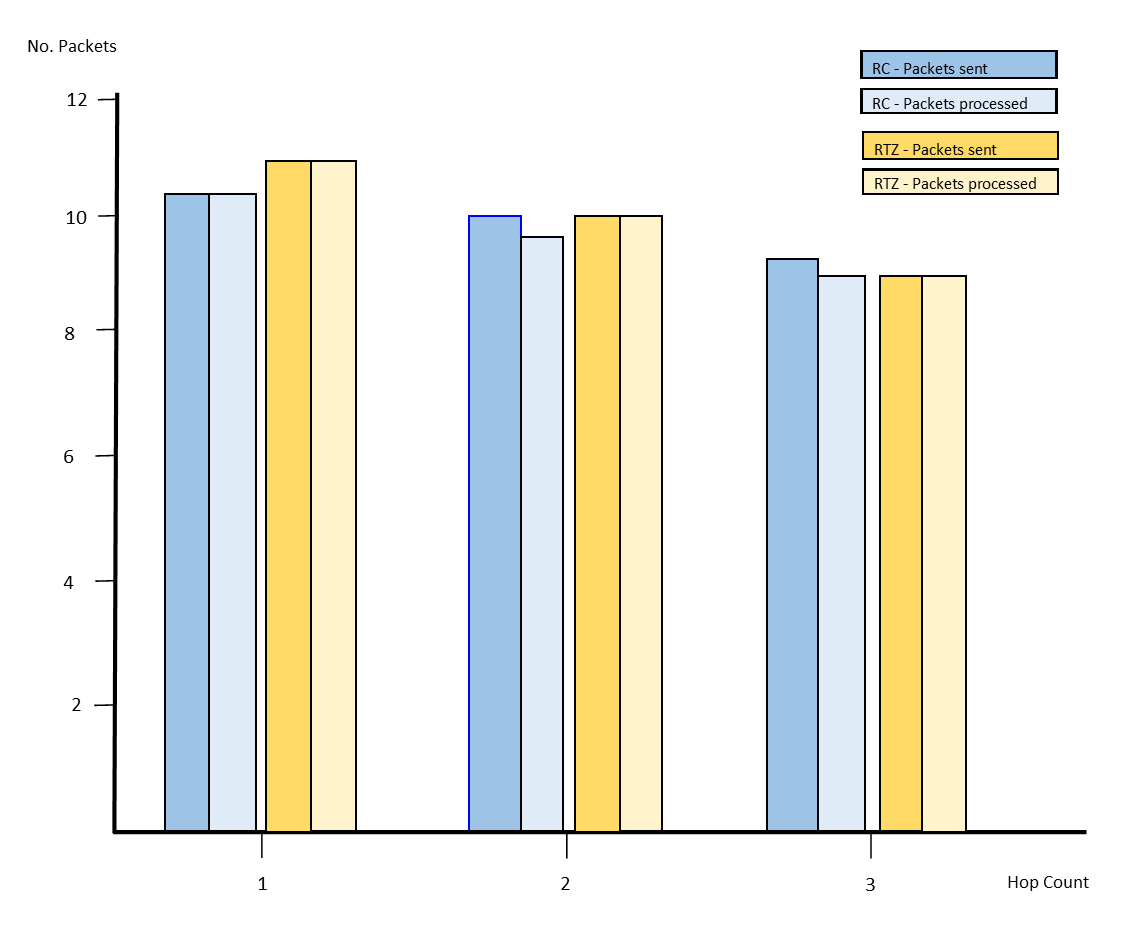 No. Packets
RC - Packets sent
RC - Packets processed
RTZ - Packets sent
RTZ - Packets processed
12
10
8
6
4
2
1
2
3
Hop Count